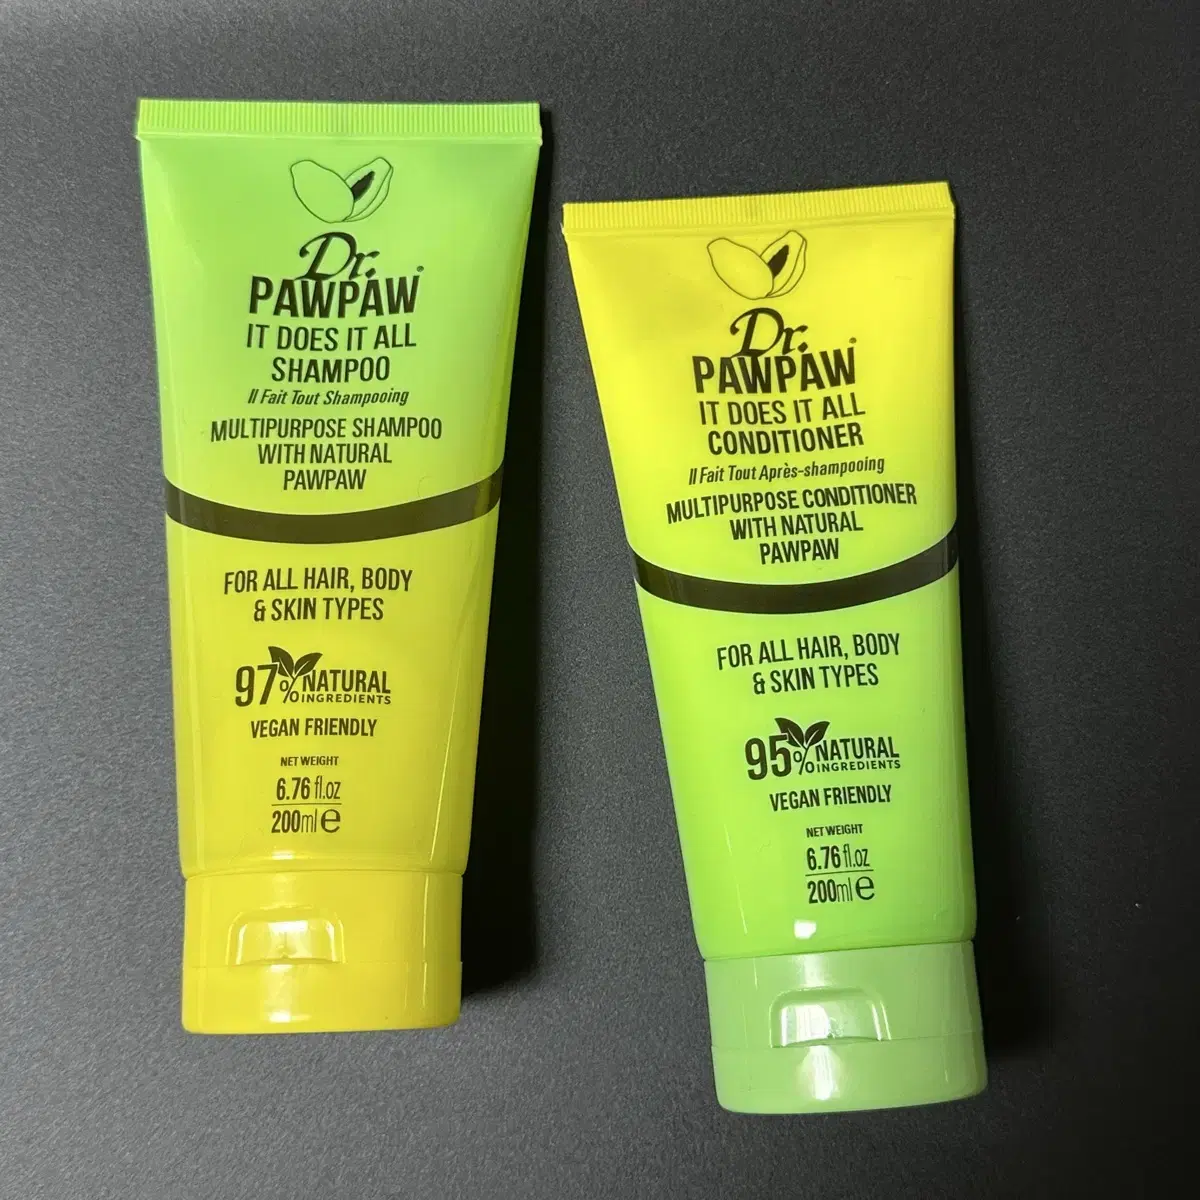 Dr.
PAWPAW
IT DOES IT ALL
SHAMPOO
Il Fait Tout Shampooing
MULTIPURPOSE SHAMPOO
WITH NATURAL
PAWPAW
FOR ALL HAIR, BODY
& SKIN TYPES
97% NATURAL
INGREDIENTS
VEGAN FRIENDLY
NET WEIGHT
6.76 fl.oz
200ml e
Dr.
PAWPAW
IT DOES IT ALL
CONDITIONER
Il Fait Tout Après-shampooing
MULTIPURPOSE CONDITIONER
WITH NATURAL
PAWPAW
FOR ALL HAIR, BODY
& SKIN TYPES
95% NATURAL
INGREDIENTS
VEGAN FRIENDLY
NET WEIGHT
6.76 fl.oz
200ml e